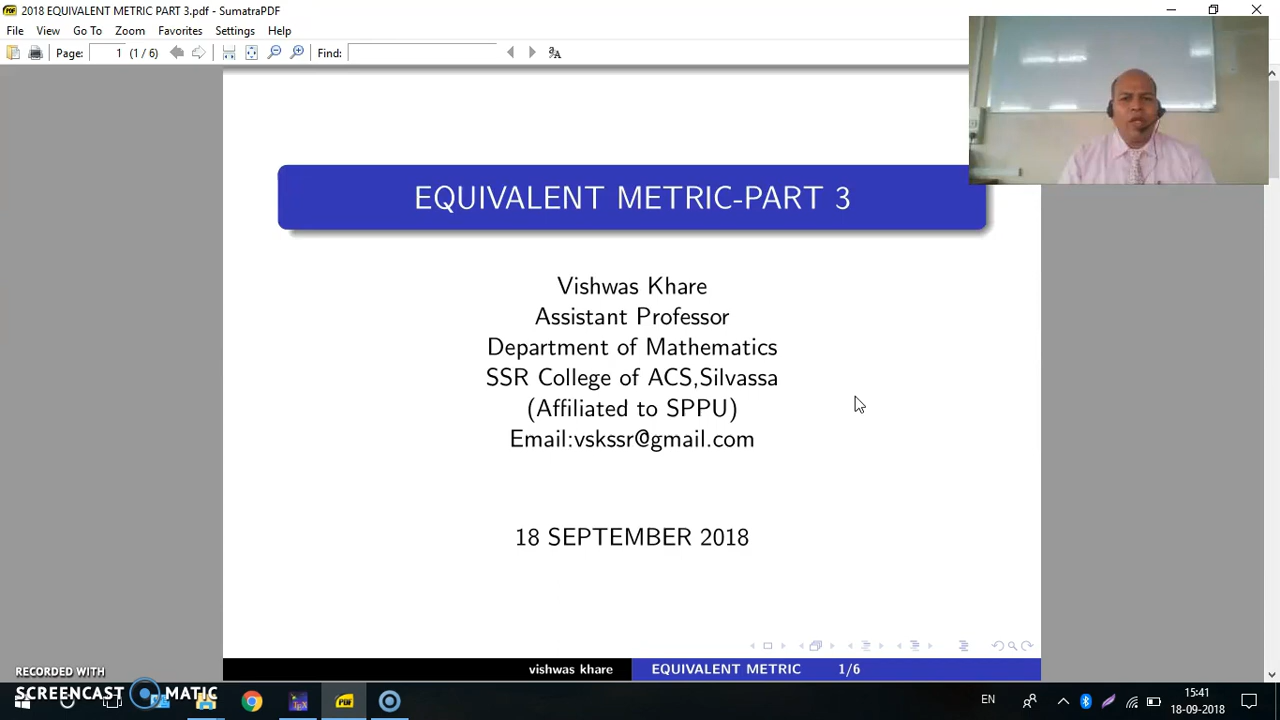 2018 EQUIVALENT METRIC PART 3.pdf - SumatraPDF
File View Go To Zoom Favorites Settings Help
Page: 1 (1/6) Find:
EQUIVALENT METRIC-PART 3
Vishwas Khare
Assistant Professor
Department of Mathematics
SSR College of ACS,Silvassa
(Affiliated to SPPU)
Email:vskssr@gmail.com
18 SEPTEMBER 2018
vishwas khare EQUIVALENT METRIC 1/6
RECORDED WITH
SCREENCAST MATIC
EN
15:41
18-09-2018